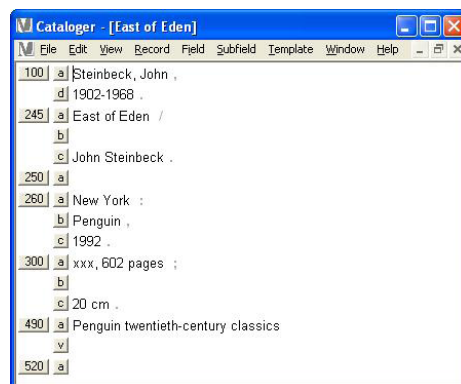 Cataloger - [East of Eden]
File Edit View Record Field Subfield Template Window Help
100 a Steinbeck, John ,
d 1902-1968 .
245 a East of Eden /
b
c John Steinbeck .
250 a
260 a New York :
b Penguin ,
c 1992 .
300 a xxx, 602 pages ;
b
c 20 cm .
490 a Penguin twentieth-century classics
v
520 a